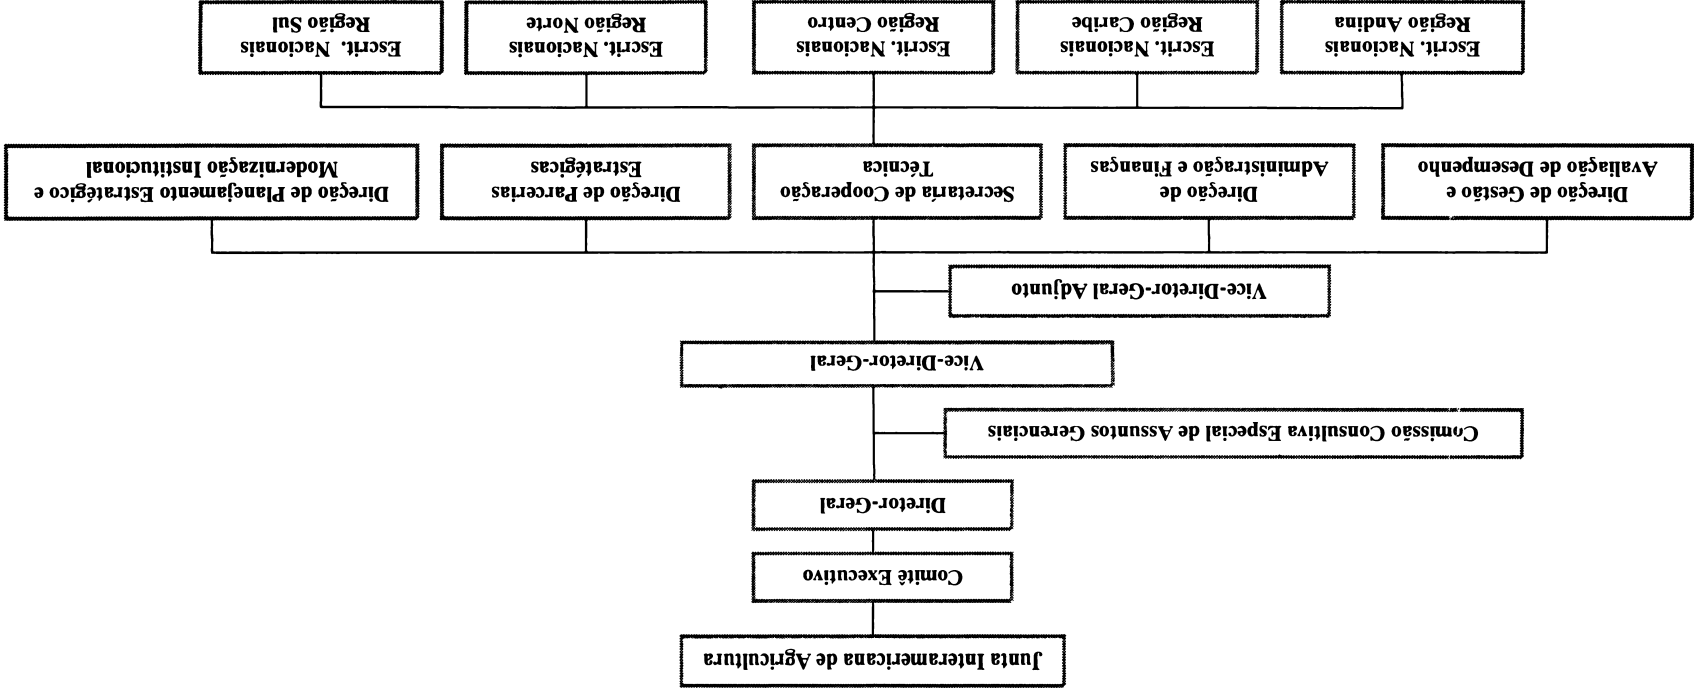 Junta Interamericana de Agricultura
Comitê Executivo
Diretor-Geral
Comissão Consultiva Especial de Assuntos Gerenciais
Vice-Diretor-Geral
Vice-Diretor-Geral Adjunto
Direção de Gestão e
Avaliação de Desempenho
Direção de
Administração e Finanças
Secretaría de Cooperação
Técnica
Direção de Parcerias
Estratégicas
Direção de Planejamento Estratégico e
Modernização Institucional
Escrit. Nacionais
Região Andina
Escrit. Nacionais
Região Caribe
Escrit. Nacionais
Região Centro
Escrit. Nacionais
Região Norte
Escrit. Nacionais
Região Sul